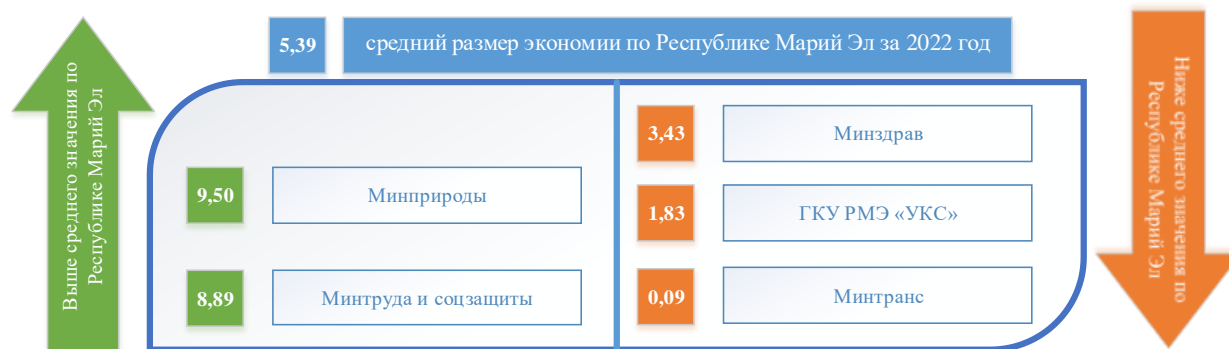 5,39
средний размер экономии по Республике Марий Эл за 2022 год
Выше среднего значения по
Республике Марий Эл
9,50
Минприроды
8,89
Минтруда и соцзащиты
3,43
Минздрав
1,83
ГКУ РМЭ «УКС»
0,09
Минтранс
Ниже среднего значения по
Республике Марий Эл